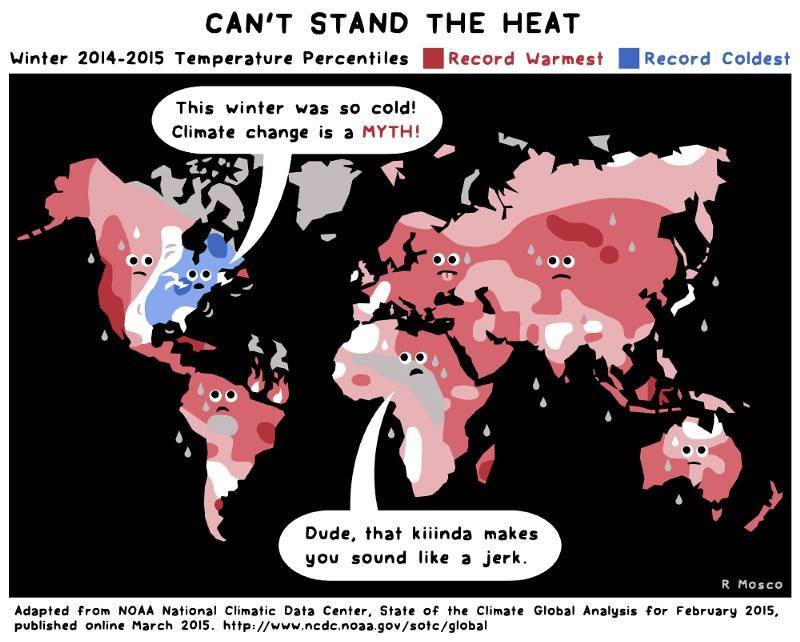 CAN'T STAND THE HEAT
Winter 2014-2015 Temperature Percentiles Record Warmest Record Coldest
This winter was so cold!
Climate change is a MYTH!
Dude, that kiiinda makes
you sound like a jerk.
R Mosco
Adapted from NOAA National Climatic Data Center, State of the Climate Global Analysis for February 2015,
published online March 2015. http://www.ncdc.noaa.gov/sotc/global